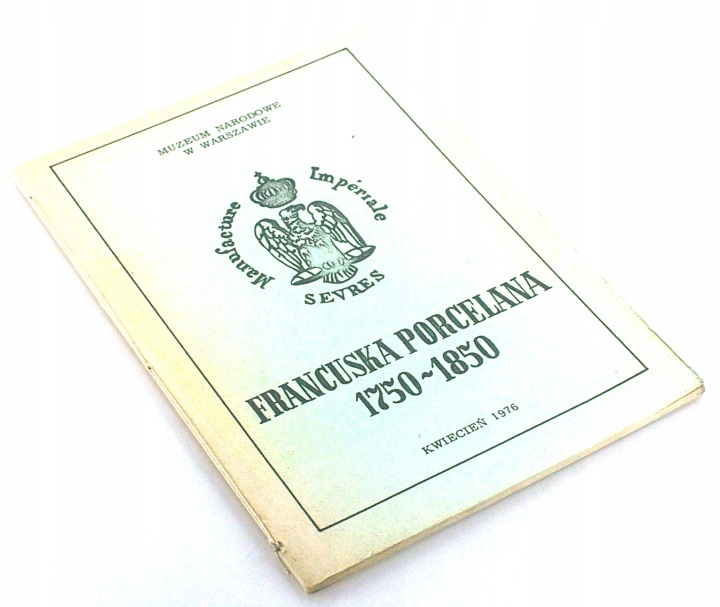 MUZEUM NARODOWE
W WARSZAWIE
Manufacture Impériale
SEVRES
FRANCUSKA PORCELANA
1750~1850
KWIECIEŃ 1976